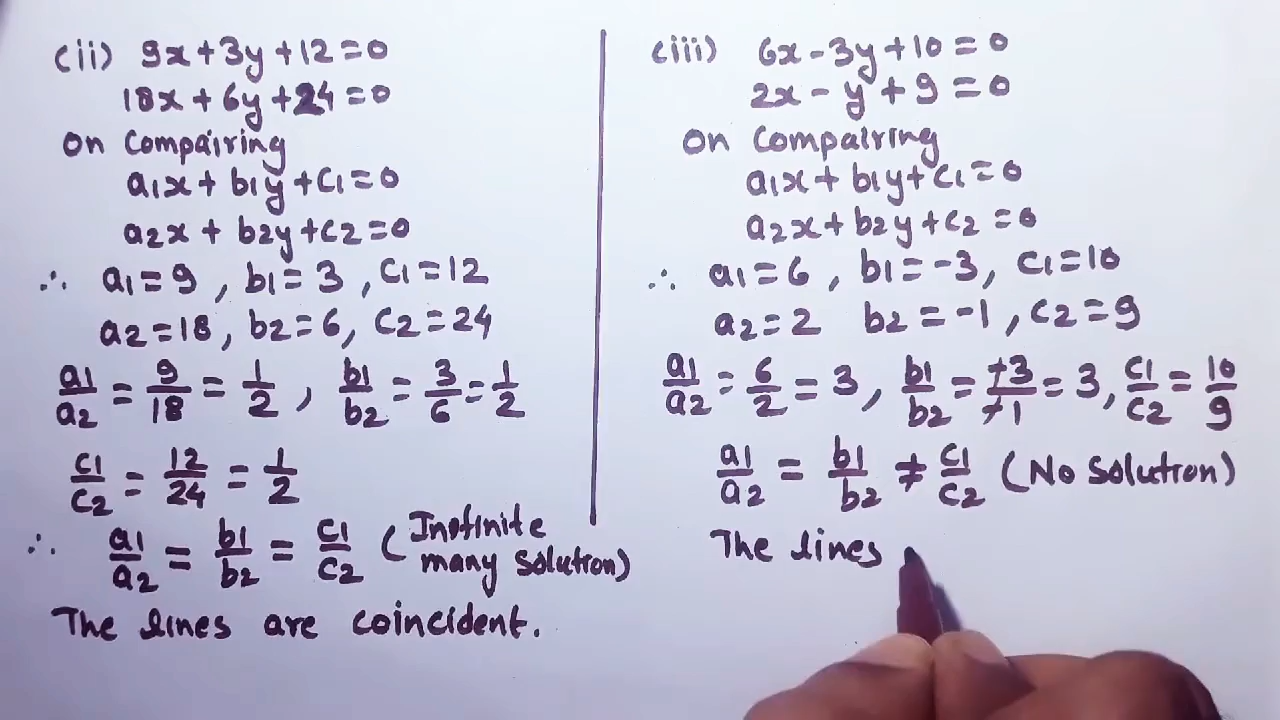 (ii) 9x+3y+12=0
18x+6y+24=0
On Compairing
a1x+b1y+c1=0
a2x+b2y+c2=0
∴ a1=9, b1=3, c1=12
a2=18, b2=6, c2=24
a1/a2 = 9/18 = 1/2, b1/b2 = 3/6 = 1/2
c1/c2 = 12/24 = 1/2
∴ a1/a2 = b1/b2 = c1/c2 (Inofinite
many solution)
The lines are coincident.
(iii) 6x-3y+10=0
2x-y+9=0
On Compairing
a1x+b1y+c1=0
a2x+b2y+c2=0
∴ a1=6, b1=-3, c1=10
a2=2 b2=-1, c2=9
a1/a2 = 6/2 = 3, b1/b2 = -3/-1 = 3, c1/c2 = 10/9
a1/a2 = b1/b2 ≠ c1/c2 (No Solution)
The lines